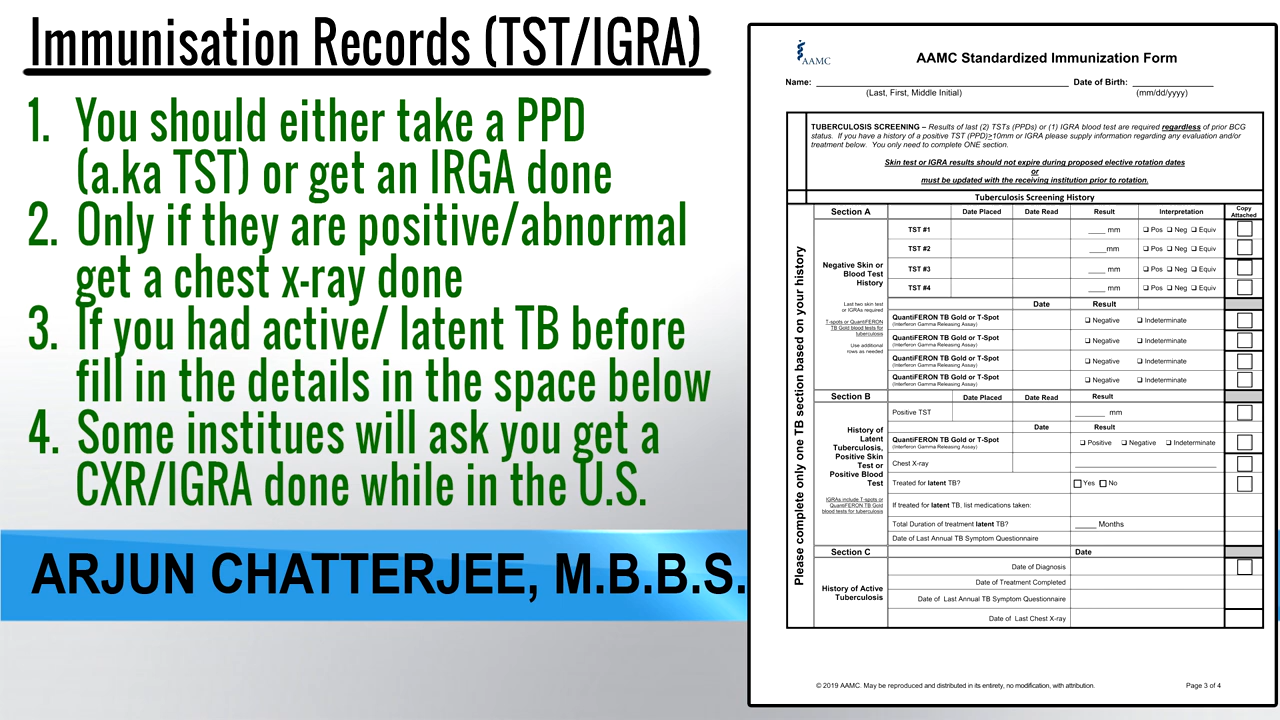 Immunisation Records (TST/IGRA)
1. You should either take a PPD
(a.ka TST) or get an IRGA done
2. Only if they are positive/abnormal
get a chest x-ray done
3. If you had active/ latent TB before
fill in the details in the space below
4. Some institues will ask you get a
CXR/IGRA done while in the U.S.
ARJUN CHATTERJEE, M.B.B.S.
AAMC
AAMC Standardized Immunization Form
Name: Date of Birth:
(Last, First, Middle Initial) (mm/dd/yyyy)
TUBERCULOSIS SCREENING – Results of last (2) TSTs (PPDs) or (1) IGRA blood test are required regardless of prior BCG
status. If you have a history of a positive TST (PPD)>10mm or IGRA please supply information regarding any evaluation and/or
treatment below. You only need to complete ONE section.
Skin test or IGRA results should not expire during proposed elective rotation dates
or
must be updated with the receiving institution prior to rotation.
Tuberculosis Screening History
Please complete only one TB section based on your history
Section A Date Placed Date Read Result Interpretation Copy
Attached
Negative Skin or
Blood Test
History
Last two skin test
or IGRAs required
T-spots or QuantiFERON
TB Gold blood tests for
tuberculosis
Use additional
rows as needed
TST #1 ____ mm ❑ Pos ❑ Neg ❑ Equiv
TST #2 ____mm ❑ Pos ❑ Neg ❑ Equiv
TST #3 ____ mm ❑ Pos ❑ Neg ❑ Equiv
TST #4 ____ mm ❑ Pos ❑ Neg ❑ Equiv
Date Result
QuantiFERON TB Gold or T-Spot
(Interferon Gamma Releasing Assay) ❑ Negative ❑ Indeterminate
QuantiFERON TB Gold or T-Spot
(Interferon Gamma Releasing Assay) ❑ Negative ❑ Indeterminate
QuantiFERON TB Gold or T-Spot
(Interferon Gamma Releasing Assay) ❑ Negative ❑ Indeterminate
QuantiFERON TB Gold or T-Spot
(Interferon Gamma Releasing Assay) ❑ Negative ❑ Indeterminate
Section B Date Placed Date Read Result
History of
Latent
Tuberculosis,
Positive Skin
Test or
Positive Blood
Test
IGRAs include T-spots or
QuantiFERON TB Gold
blood tests for tuberculosis
Positive TST ______ mm
Date Result
QuantiFERON TB Gold or T-Spot
(Interferon Gamma Releasing Assay) ❑ Positive ❑ Negative ❑ Indeterminate
Chest X-ray
Treated for latent TB? Yes No
If treated for latent TB, list medications taken:
Total Duration of treatment latent TB? _____ Months
Date of Last Annual TB Symptom Questionnaire
Section C Date
History of Active
Tuberculosis
Date of Diagnosis
Date of Treatment Completed
Date of Last Annual TB Symptom Questionnaire
Date of Last Chest X-ray
© 2019 AAMC. May be reproduced and distributed in its entirety, no modification, with attribution. Page 3 of 4